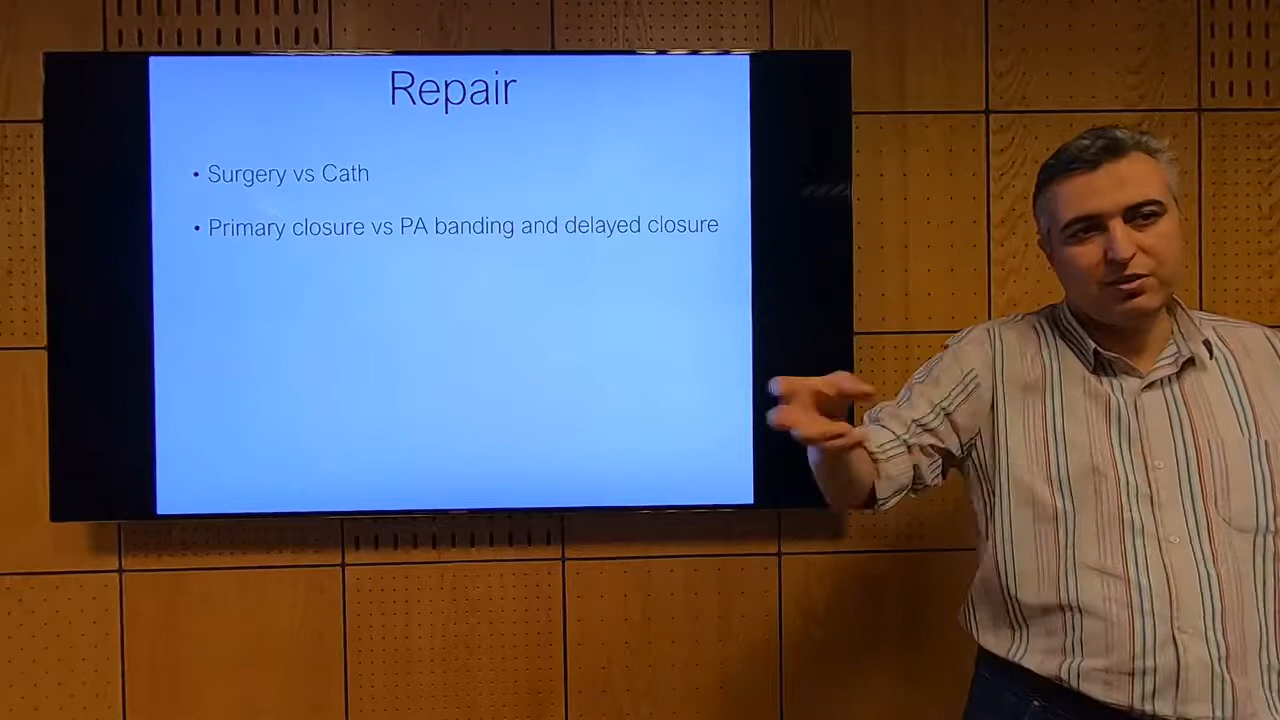 Repair
• Surgery vs Cath
• Primary closure vs PA banding and delayed closure